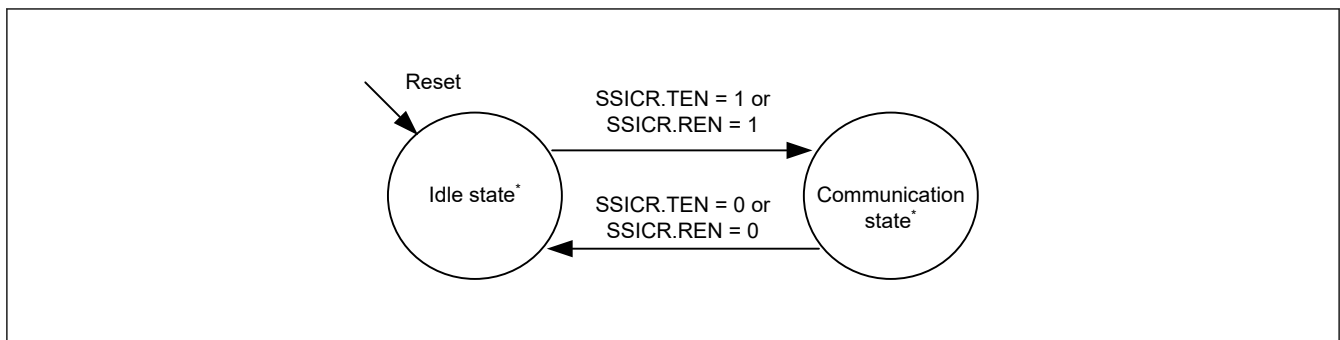 Reset
SSICR.TEN = 1 or
SSICR.REN = 1
Idle state*
SSICR.TEN = 0 or
SSICR.REN = 0
Communication
state*